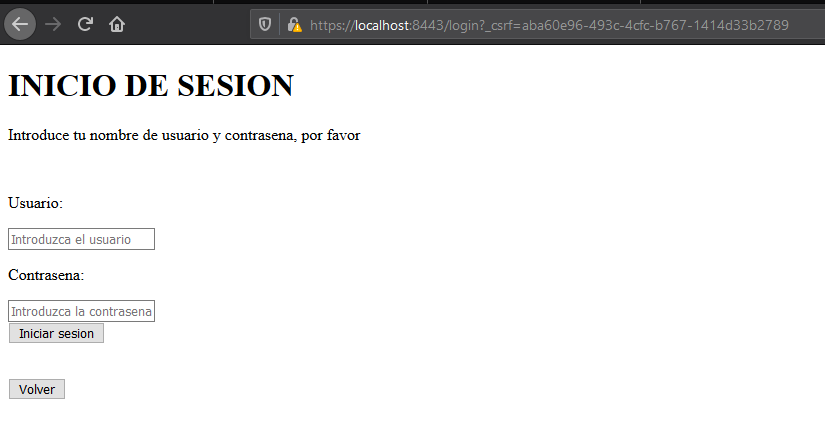 https://localhost:8443/login?_csrf=aba60e96-493c-4cfc-b767-1414d33b2789
INICIO DE SESION
Introduce tu nombre de usuario y contrasena, por favor
Usuario:
Introduzca el usuario
Contrasena:
Introduzca la contrasena
Iniciar sesion
Volver